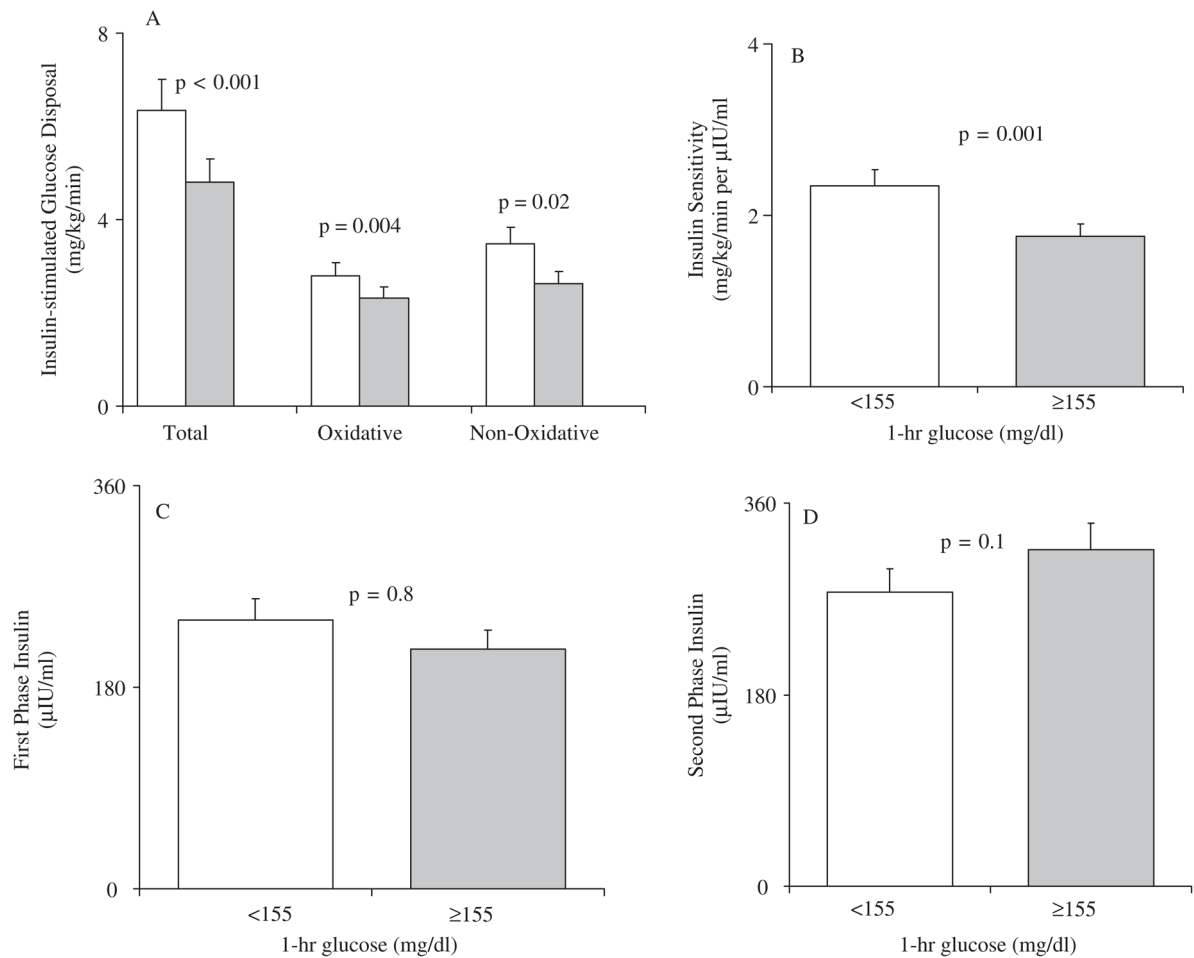 A
Insulin-stimulated Glucose Disposal
(mg/kg/min)
8
4
0
p < 0.001
p = 0.004
p = 0.02
Total
Oxidative
Non-Oxidative
B
Insulin Sensitivity
(mg/kg/min per μIU/ml
4
2
0
p = 0.001
<155
≥155
1-hr glucose (mg/dl)
C
First Phase Insulin
(μIU/ml)
360
180
0
p = 0.8
<155
≥155
1-hr glucose (mg/dl)
D
Second Phase Insulin
(μIU/ml)
360
180
0
p = 0.1
<155
≥155
1-hr glucose (mg/dl)